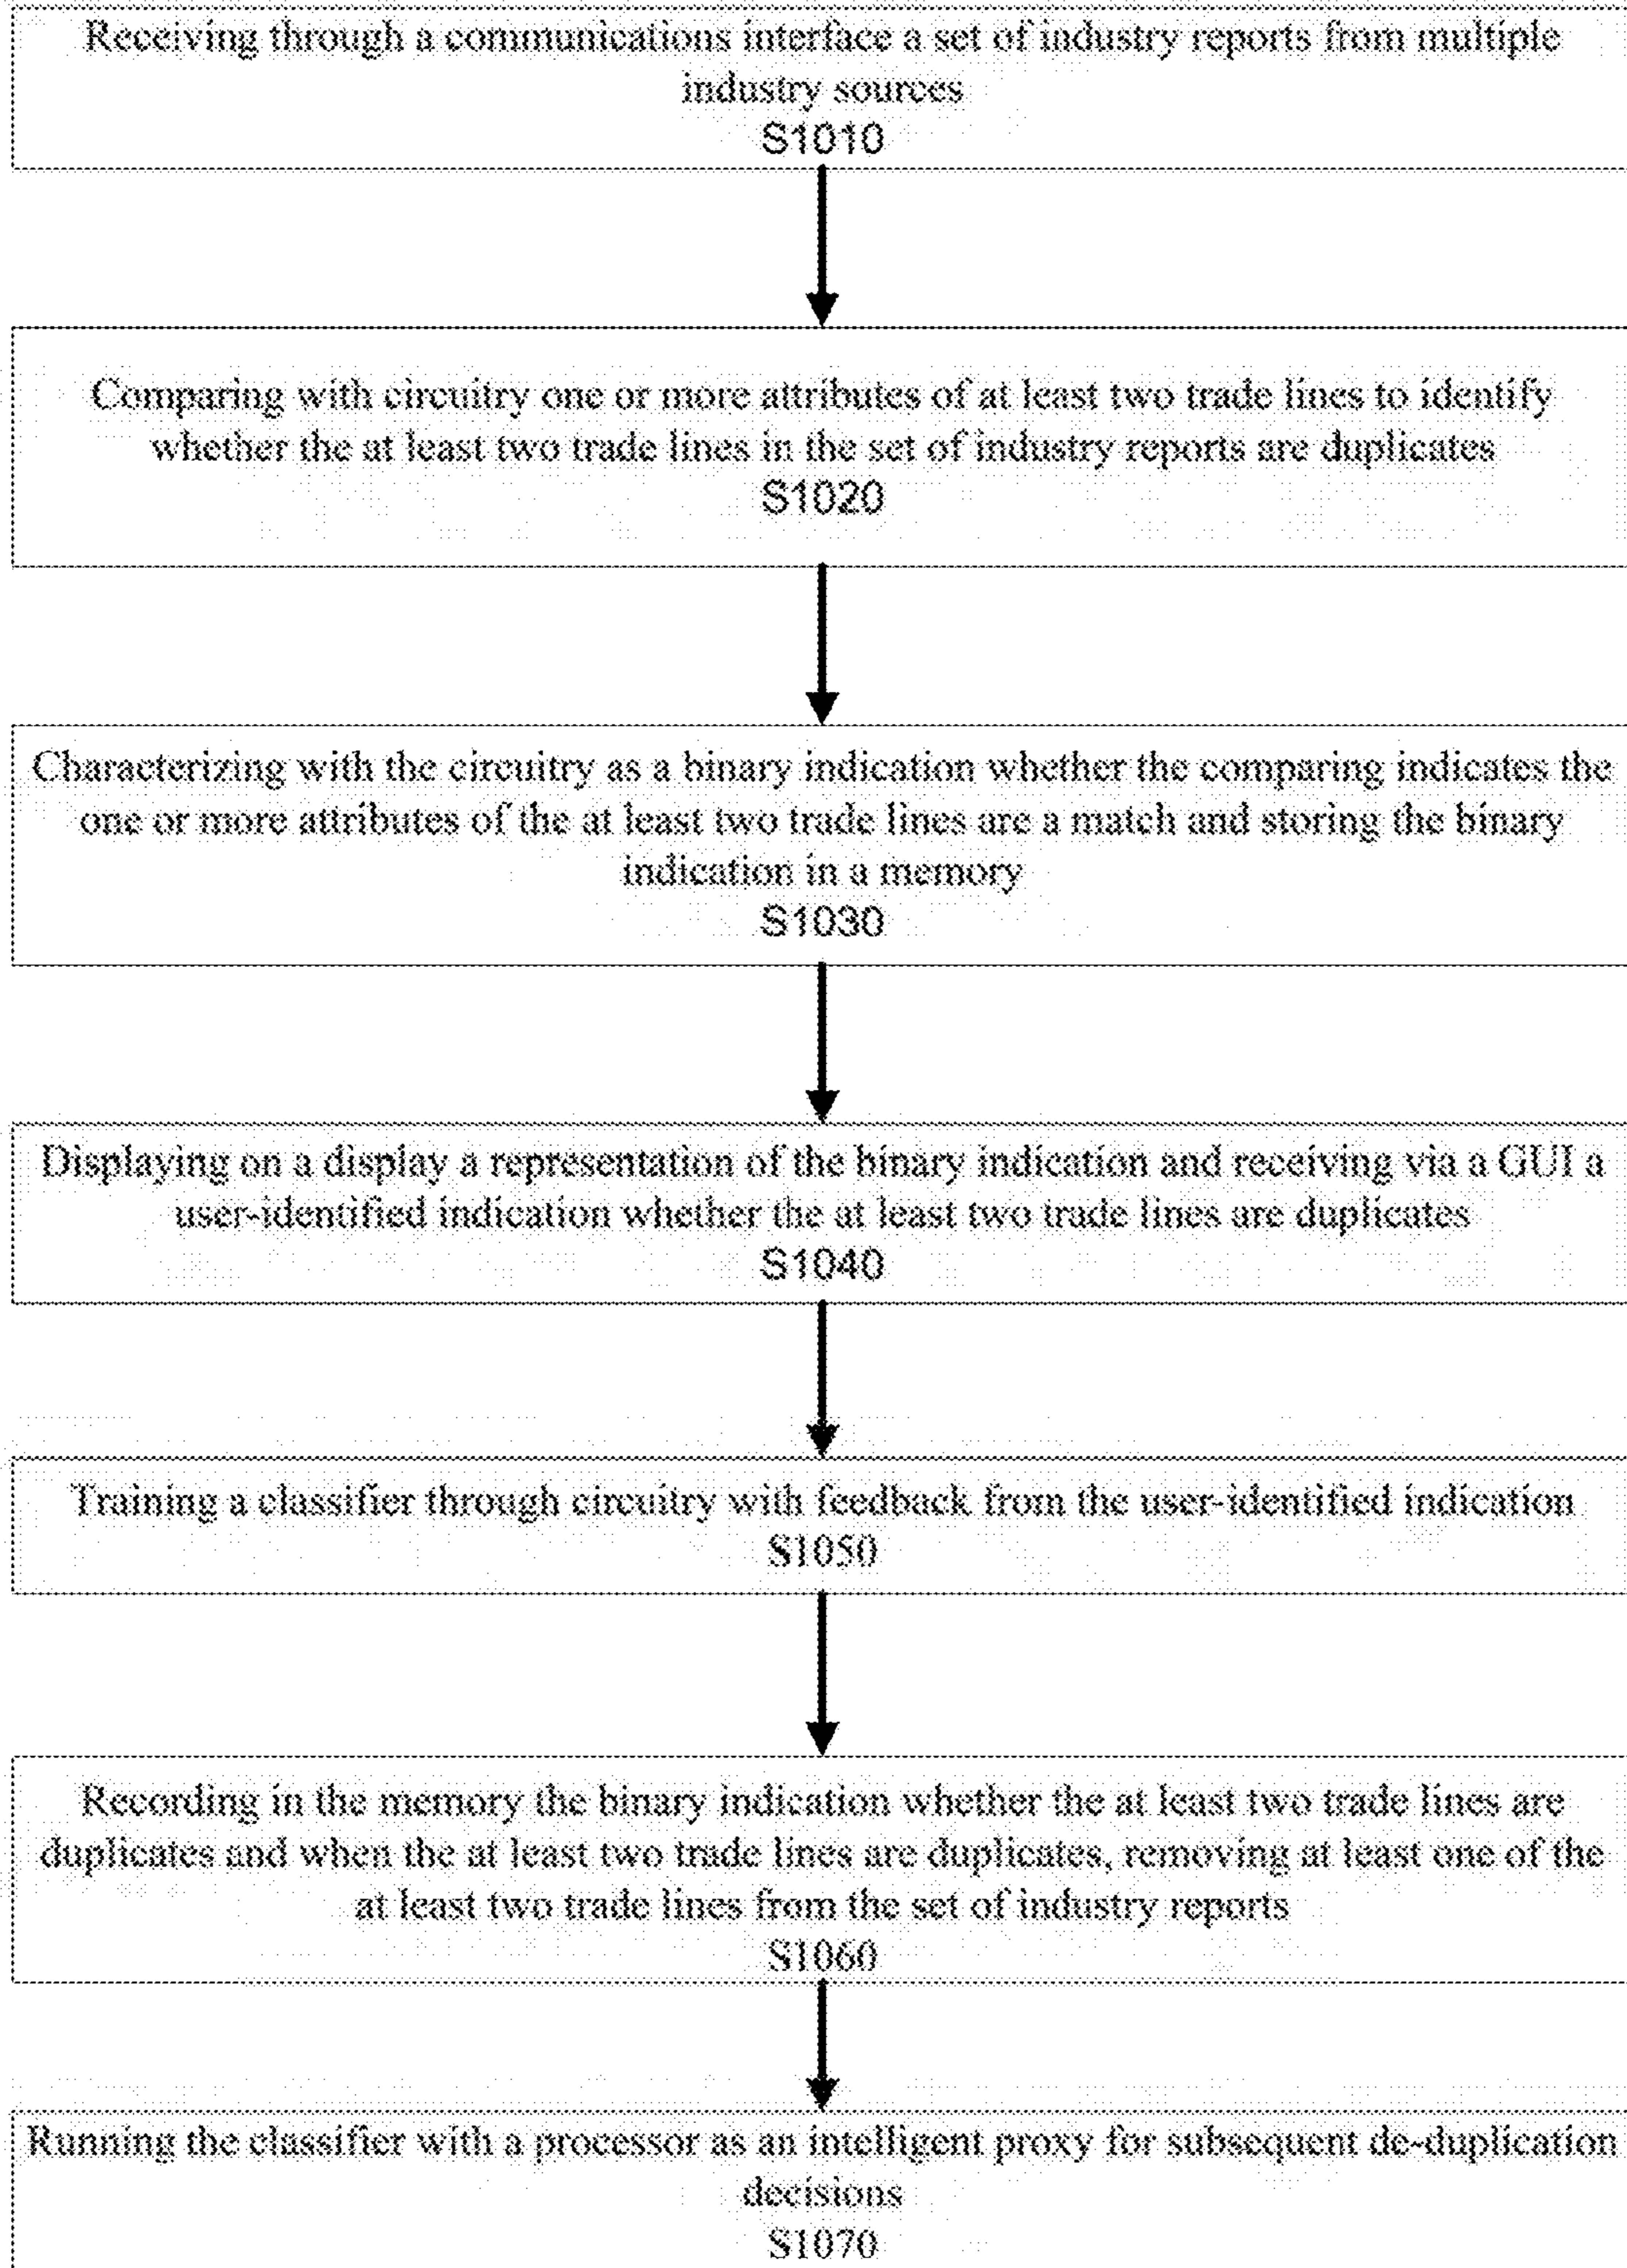 Receiving through a communications interface a set of industry reports from multiple
industry sources
S1010
Comparing with circuitry one or more attributes of at least two trade lines to identify
whether the at least two trade lines in the set of industry reports are duplicates
S1020
Characterizing with the circuitry as a binary indication whether the comparing indicates the
one or more attributes of the at least two trade lines are a match and storing the binary
indication in a memory
S1030
Displaying on a display a representation of the binary indication and receiving via a GUI a
user-identified indication whether the at least two trade lines are duplicates
S1040
Training a classifier through circuitry with feedback from the user-identified indication
S1050
Recording in the memory the binary indication whether the at least two trade lines are
duplicates and when the at least two trade lines are duplicates, removing at least one of the
at least two trade lines from the set of industry reports
S1060
Running the classifier with a processor as an intelligent proxy for subsequent de-duplication
decisions
S1070